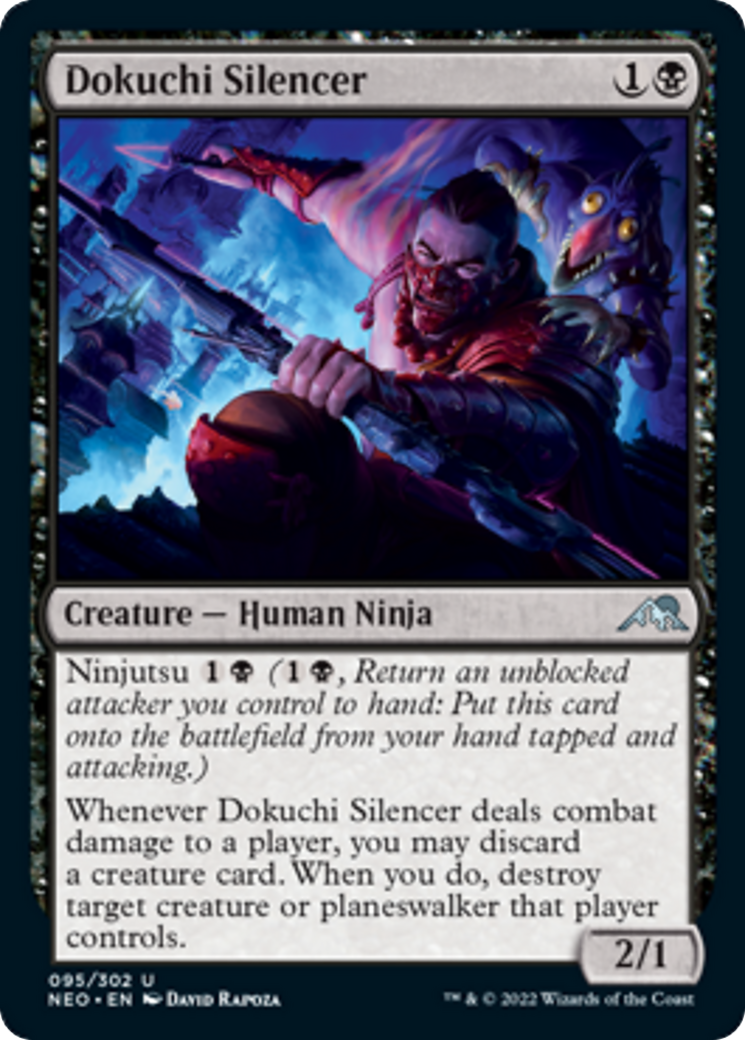 Dokuchi Silencer 1
Creature — Human Ninja
Ninjutsu 1 (1, Return an unblocked
attacker you control to hand: Put this card
onto the battlefield from your hand tapped and
attacking.)
Whenever Dokuchi Silencer deals combat
damage to a player, you may discard
a creature card. When you do, destroy
target creature or planeswalker that player
controls.
2/1
095/302 U
NEO • EN David Rapoza
™ & © 2022 Wizards of the Coast